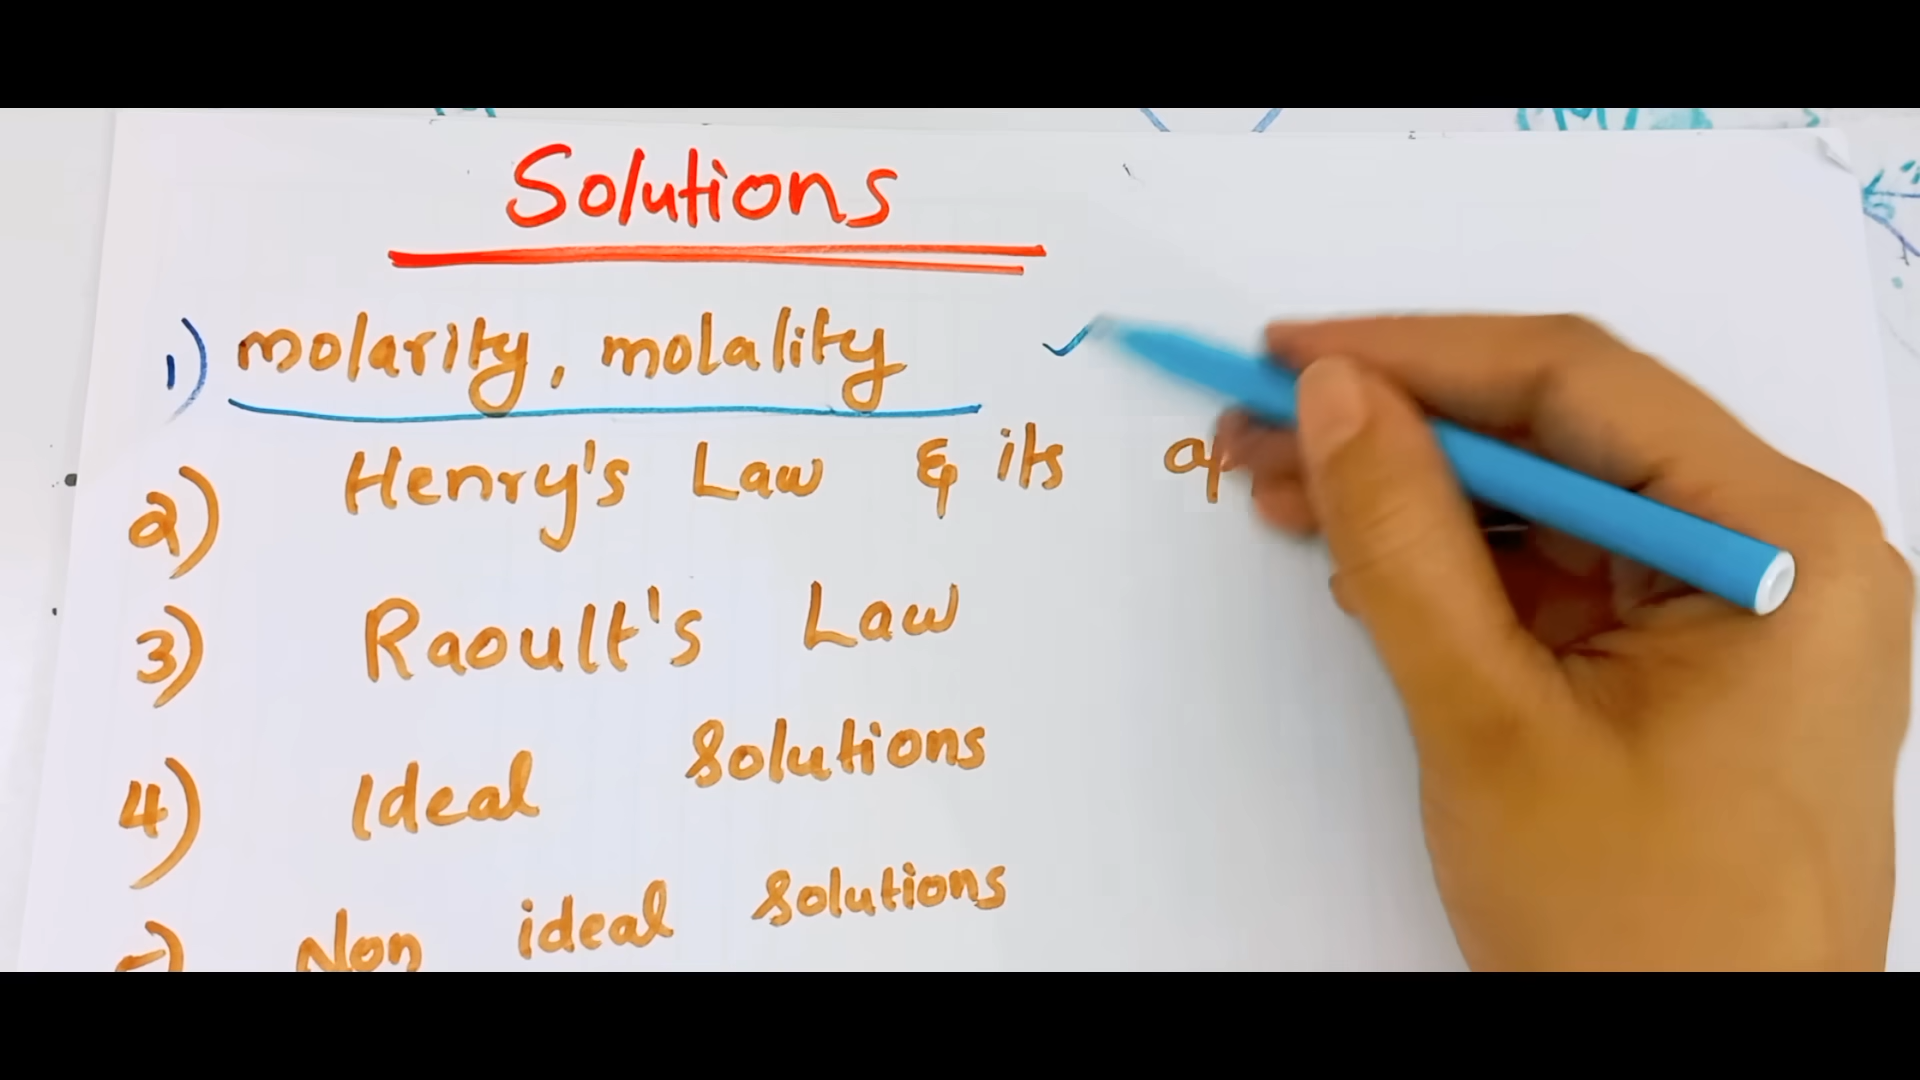 Solutions
1) molarity, molality
2) Henry's Law & its
3) Raoult's Law
4) Ideal Solutions
Non ideal solutions